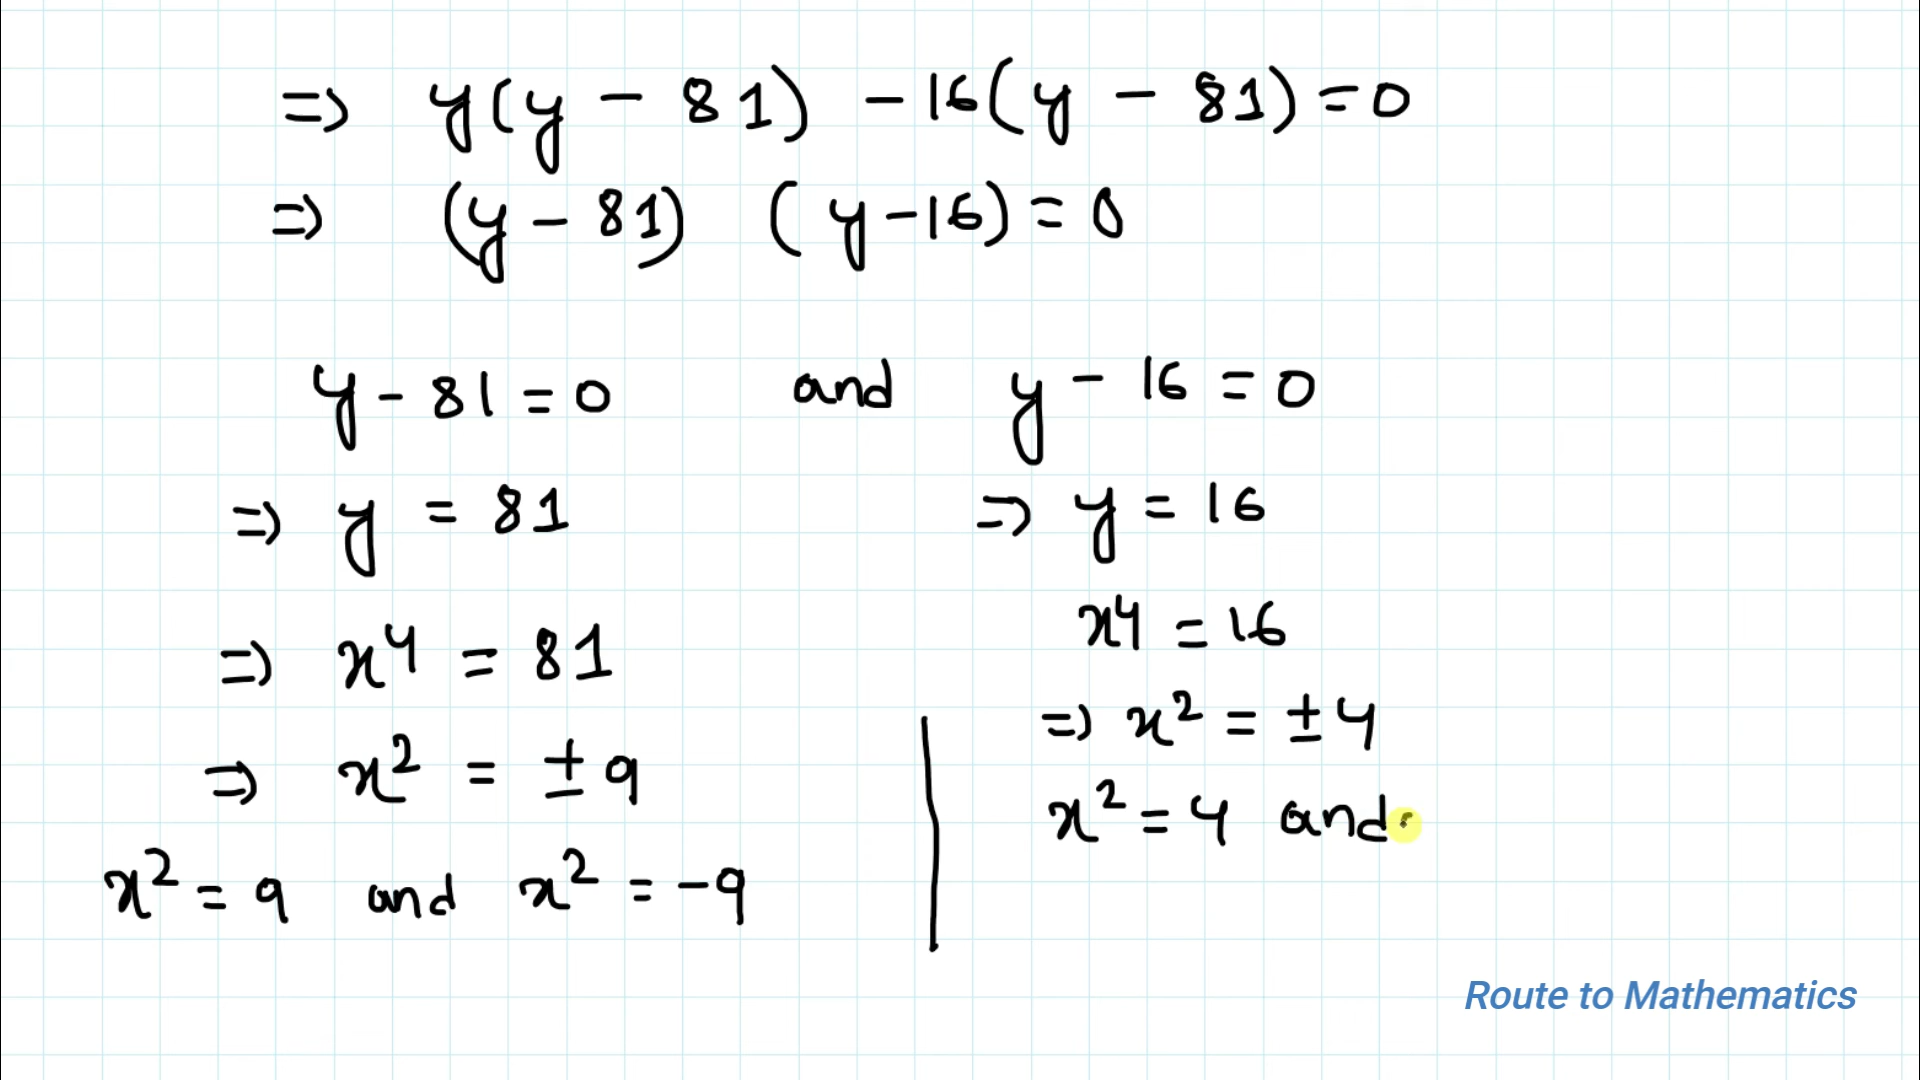 ⇒ y(y - 81) - 16(y - 81) = 0
⇒ (y - 81) (y - 16) = 0
y - 81 = 0 and y - 16 = 0
⇒ y = 81
⇒ y = 16
⇒ x⁴ = 81
x⁴ = 16
⇒ x² = ± 9
⇒ x² = ± 4
x² = 9 and x² = -9
x² = 4 and
Route to Mathematics